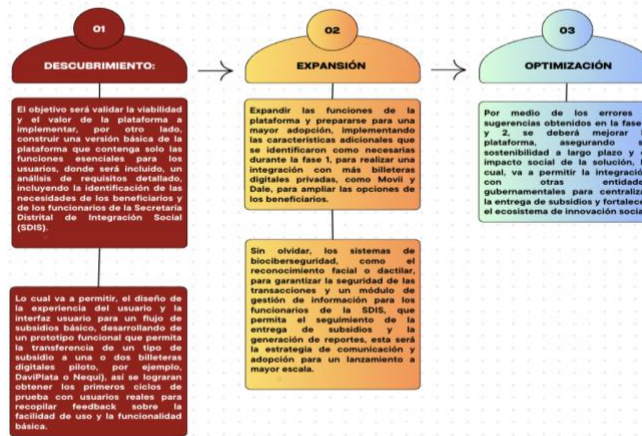 01
DESCUBRIMIENTO:
El objetivo será validar la viabilidad
y el valor de la plataforma a
implementar, por otro lado,
construir una versión básica de la
plataforma que contenga solo las
funciones esenciales para los
usuarios, donde será incluido, un
análisis de requisitos detallado,
incluyendo la identificación de las
necesidades de los beneficiarios y
de los funcionarios de la Secretaría
Distrital de Integración Social
(SDIS).
Lo cual va a permitir, el diseño de
la experiencia del usuario y la
interfaz usuario para un flujo de
subsidios básico, desarrollando de
un prototipo funcional que permita
la transferencia de un tipo de
subsidio a una o dos billeteras
digitales piloto, por ejemplo,
DaviPlata o Nequi), así se lograran
obtener los primeros ciclos de
prueba con usuarios reales para
recopilar feedback sobre la
facilidad de uso y la funcionalidad
básica.
02
EXPANSIÓN
Expandir las funciones de la
plataforma y prepararse para una
mayor adopción, implementando
las características adicionales que
se identificaron como necesarias
durante la fase 1, para realizar una
integración con más billeteras
digitales privadas, como Movii y
Dale, para ampliar las opciones de
los beneficiarios.
Sin olvidar, los sistemas de
biociberseguridad, como el
reconocimiento facial o dactilar,
para garantizar la seguridad de las
transacciones y un módulo de
gestión de información para los
funcionarios de la SDIS, que
permita el seguimiento de la
entrega de subsidios y la
generación de reportes, esta será
la estrategia de comunicación y
adopción para un lanzamiento a
mayor escala.
03
OPTIMIZACIÓN
Por medio de los errores
sugerencias obtenidos en la fase
y 2, se deberá mejorar
plataforma, asegurando s
sostenibilidad a largo plazo y e
impacto social de la solución, l
cual, va a permitir la integració
con otras entidade
gubernamentales para centraliza
la entrega de subsidios y fortalece
el ecosistema de innovación socia